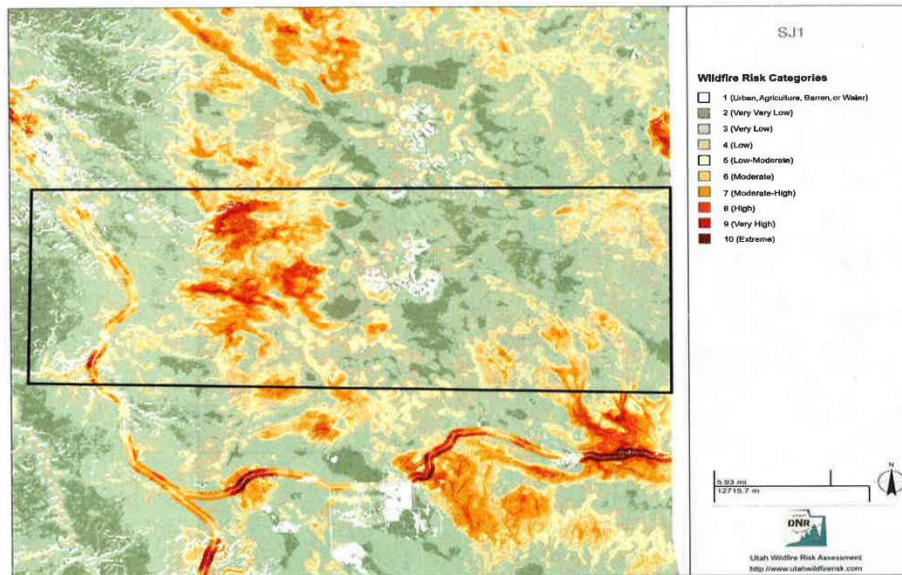 SJ1
Wildfire Risk Categories
1 (Urban, Agriculture, Barren, or Water)
2 (Very Very Low)
3 (Very Low)
4 (Low)
5 (Low-Moderate)
6 (Moderate)
7 (Moderate-High)
8 (High)
9 (Very High)
10 (Extreme)
N
5.93 mi
12715.7 m
UTAH
DNR
Utah Wildfire Risk Assessment
http://www.utahwildfirerisk.com